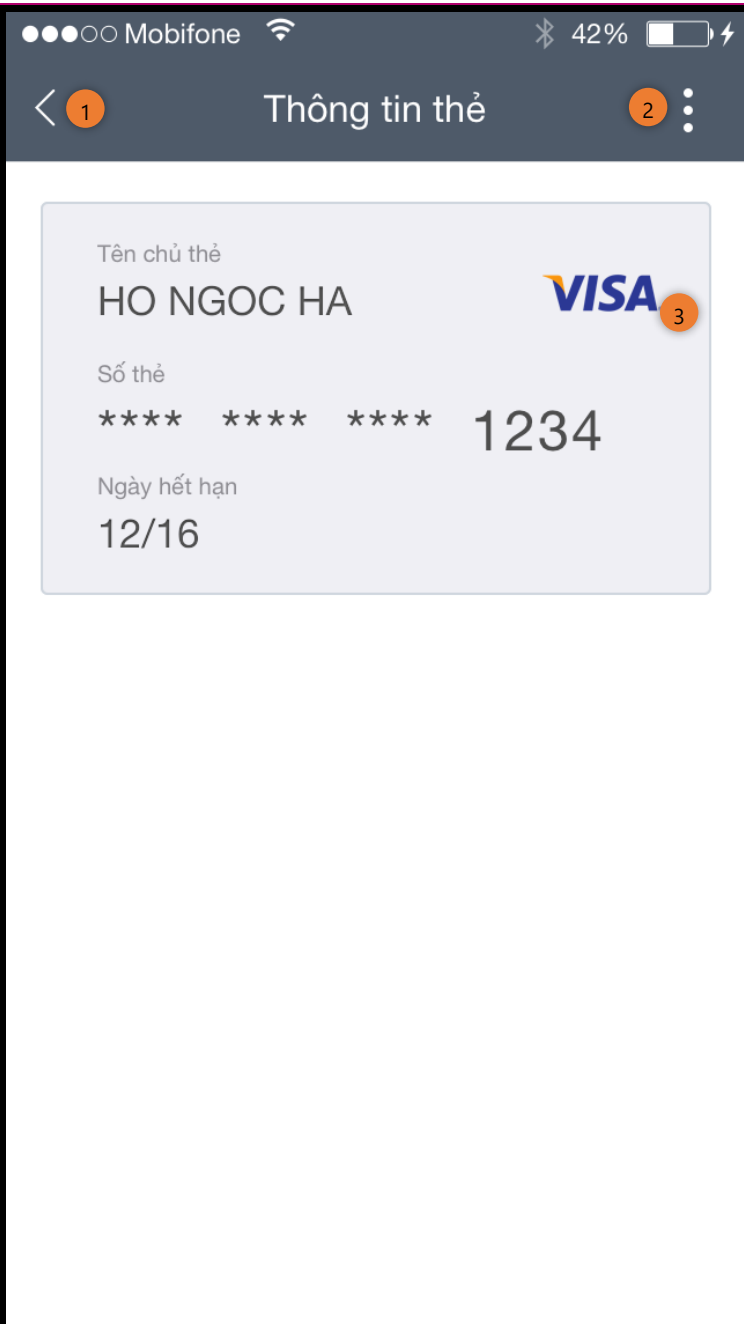 Mobifone 42%
1 Thông tin thẻ 2
Tên chủ thẻ
HO NGOC HA
VISA
3
Số thẻ
**** **** **** 1234
Ngày hết hạn
12/16